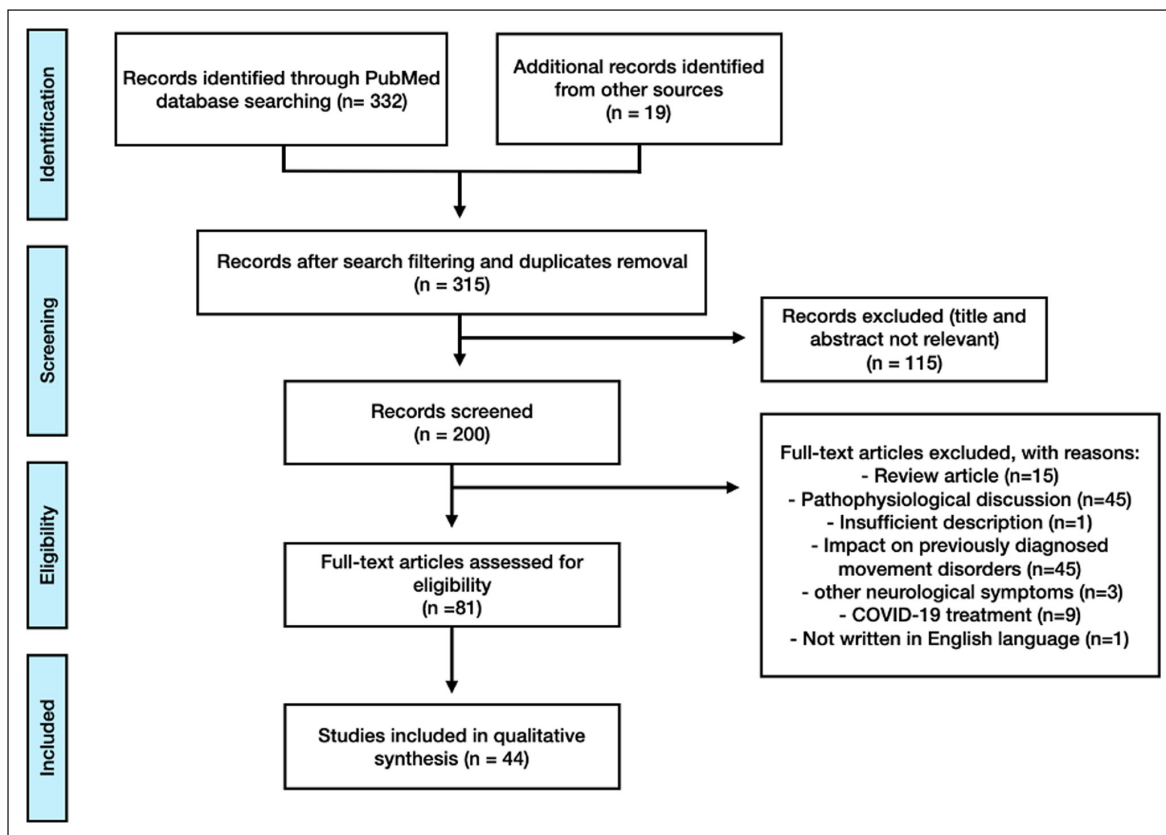 Identification
Records identified through PubMed
database searching (n= 332)
Additional records identified
from other sources
(n = 19)
Screening
Records after search filtering and duplicates removal
(n = 315)
Records excluded (title and
abstract not relevant)
(n = 115)
Records screened
(n = 200)
Eligibility
Full-text articles excluded, with reasons:
- Review article (n=15)
- Pathophysiological discussion (n=45)
- Insufficient description (n=1)
- Impact on previously diagnosed
movement disorders (n=45)
- other neurological symptoms (n=3)
- COVID-19 treatment (n=9)
- Not written in English language (n=1)
Full-text articles assessed for
eligibility
(n =81)
Included
Studies included in qualitative
synthesis (n = 44)